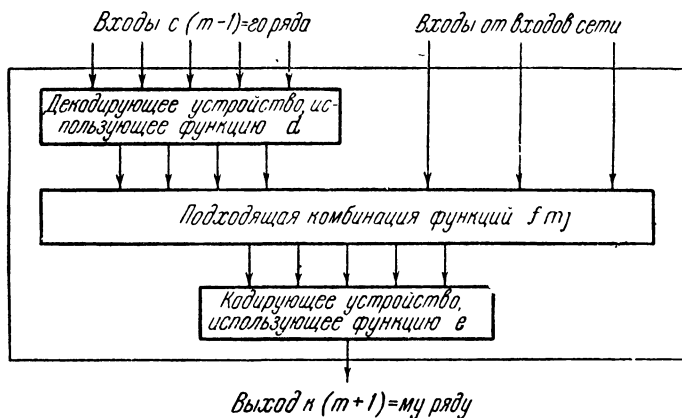 Входы с (m-1)=го ряда
Входы от входов сети
Декодирующее устройство, ис-
пользующее функцию d
Подходящая комбинация функций f mj
Кодирующее устройство,
использующее функцию e
Выход к (m+1)=му ряду